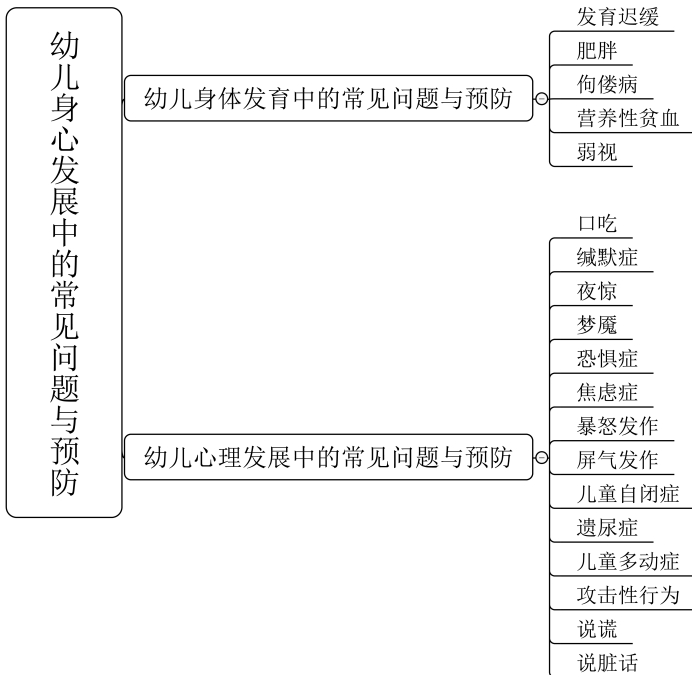 幼儿身心发展中的常见问题与预防
幼儿身体发育中的常见问题与预防
发育迟缓
肥胖
佝偻病
营养性贫血
弱视
幼儿心理发展中的常见问题与预防
口吃
缄默症
夜惊
梦魇
恐惧症
焦虑症
暴怒发作
屏气发作
儿童自闭症
遗尿症
儿童多动症
攻击性行为
说谎
说脏话